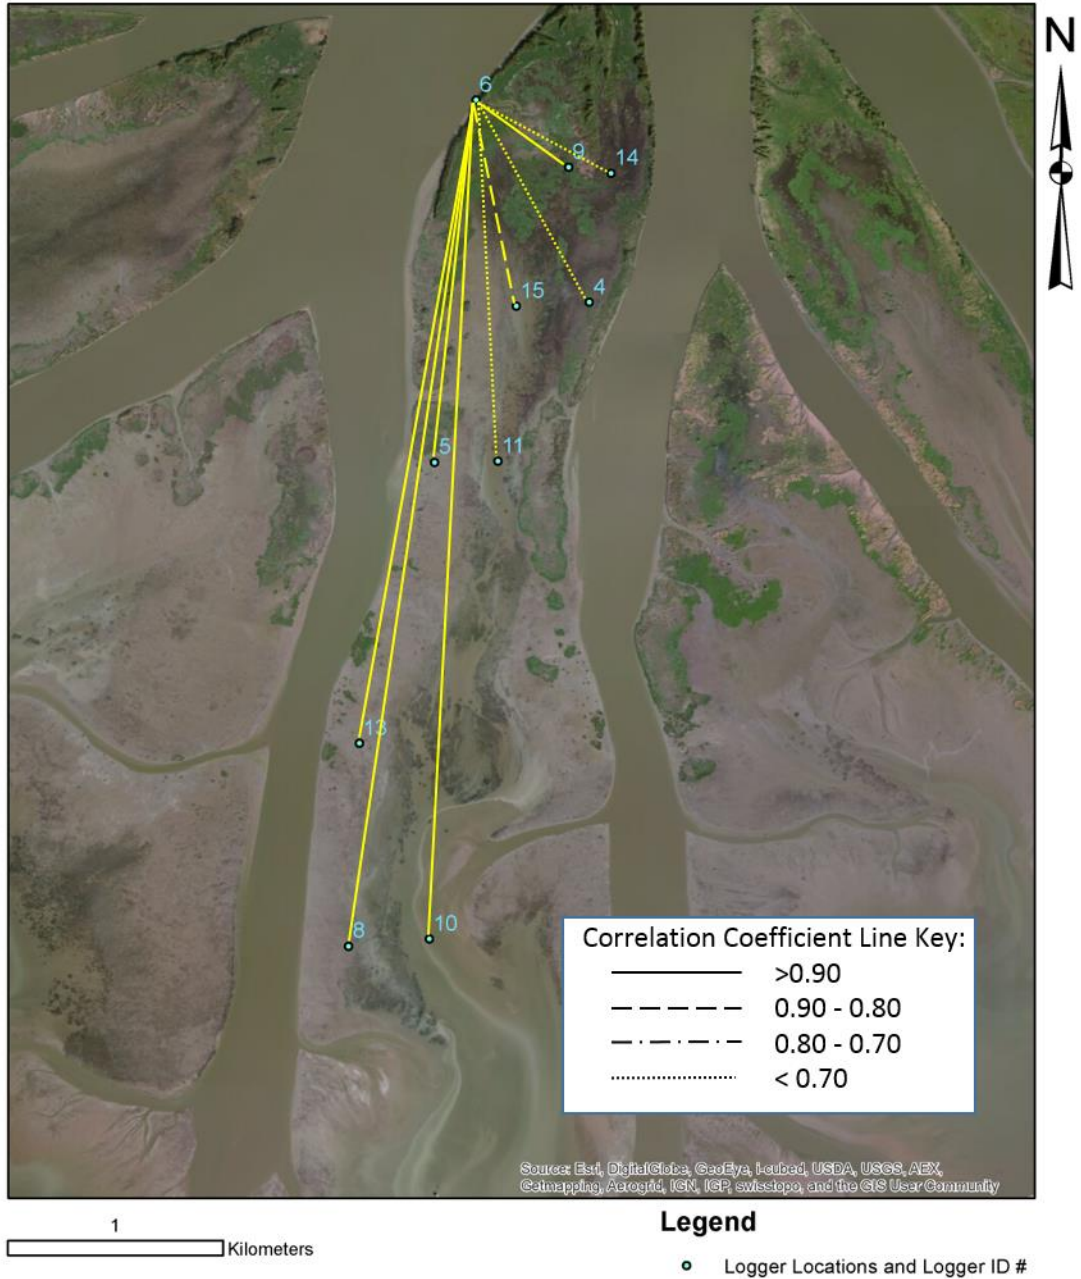 N
6
9
14
15
4
5
11
13
8
10
Correlation Coefficient Line Key:
>0.90
0.90 - 0.80
0.80 - 0.70
< 0.70
Source: Esri, DigitalGlobe, GeoEye, i-cubed, USDA, USGS, AEX,
Getmapping, Aerogrid, IGN, IGP, swisstopo, and the GIS User Community
1
Kilometers
Legend
Logger Locations and Logger ID #